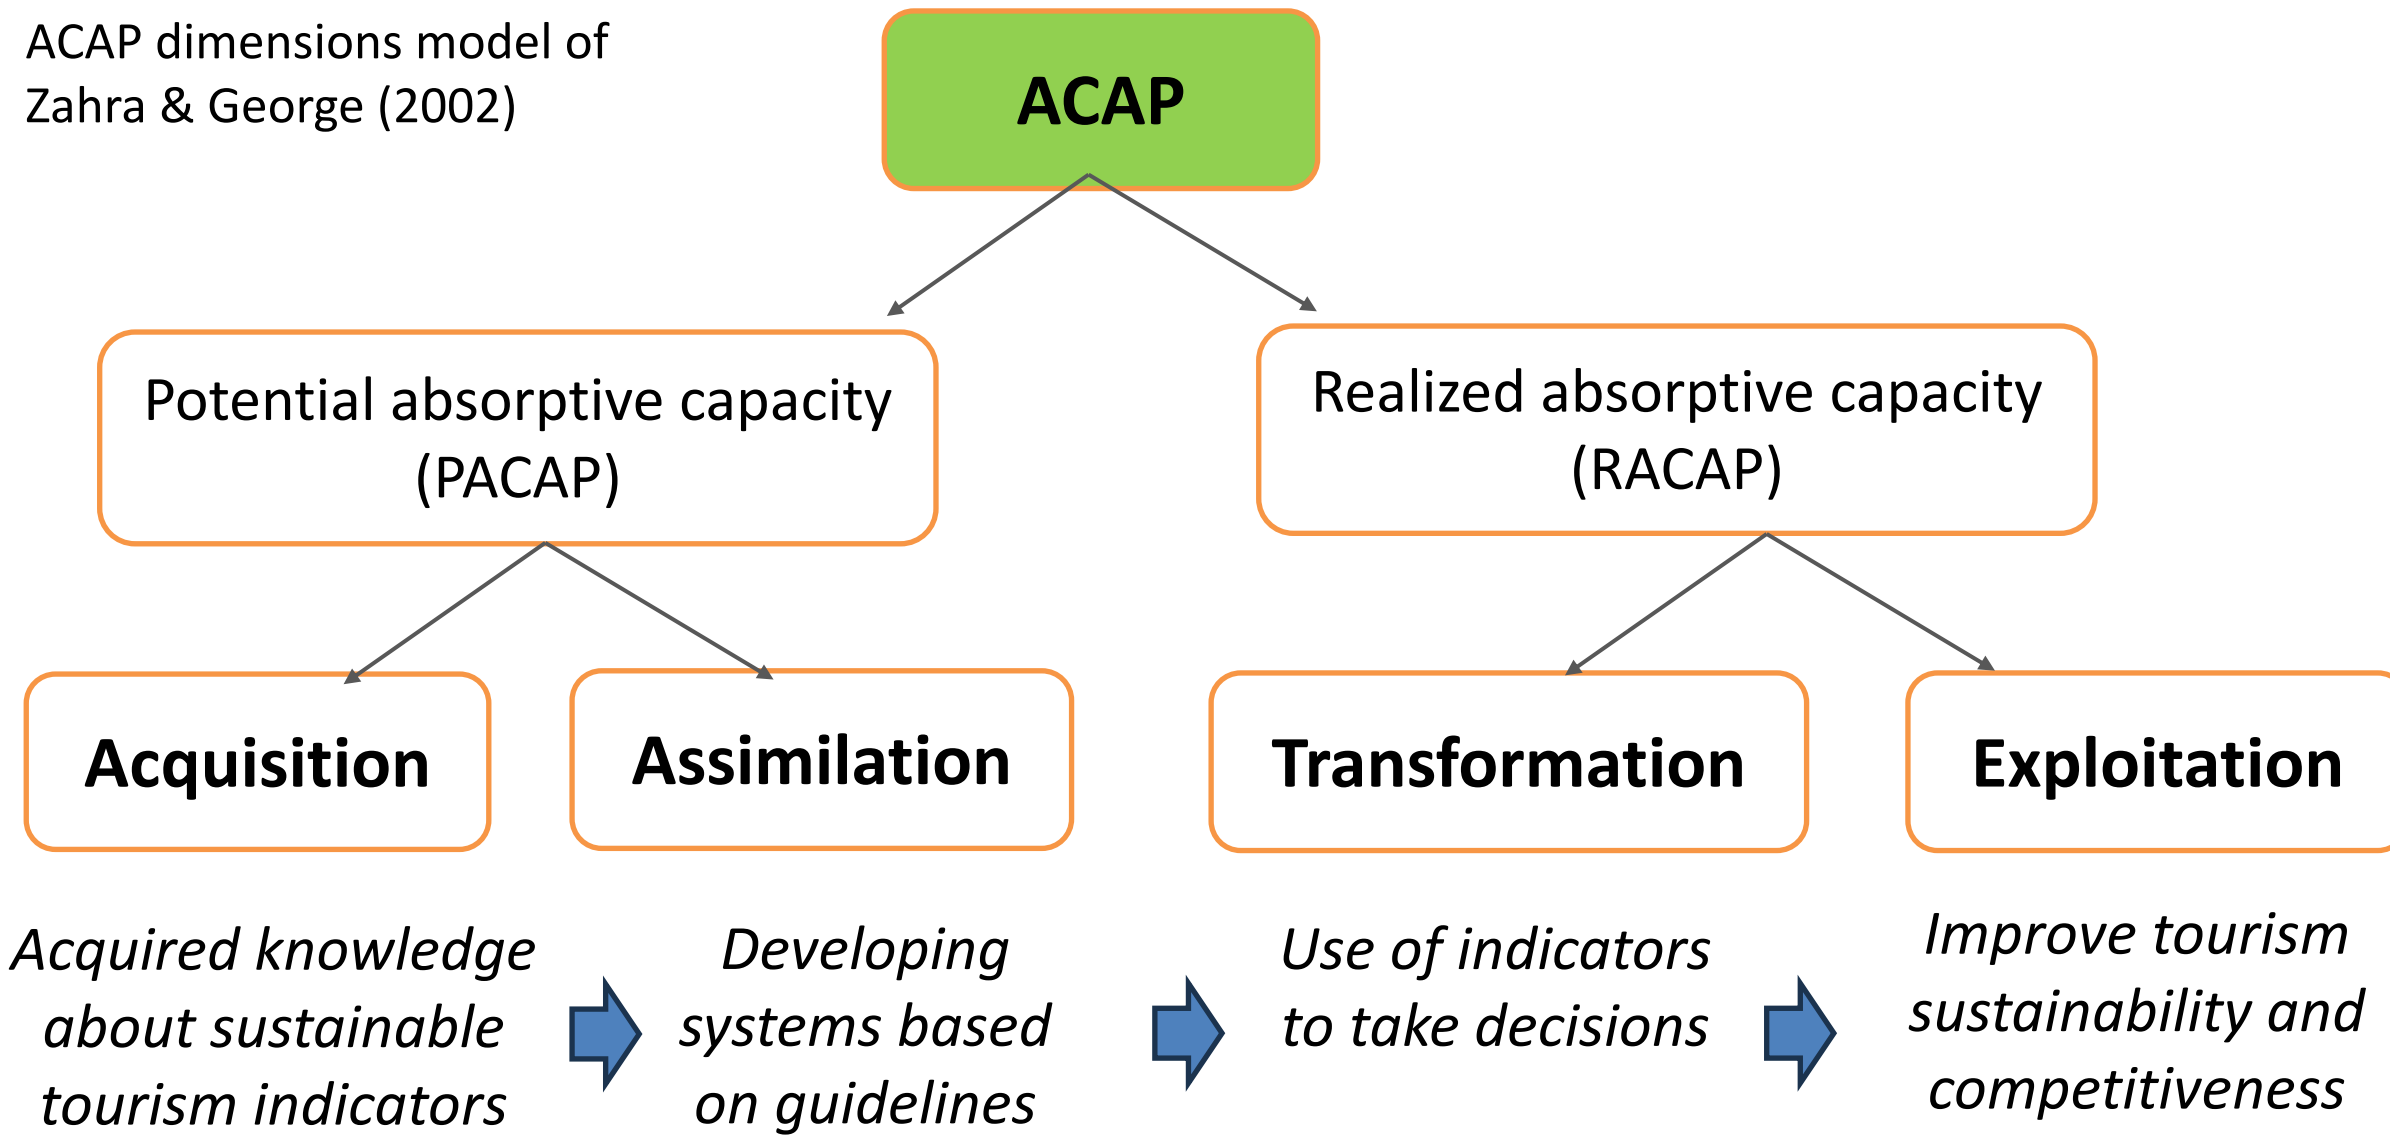 ACAP dimensions model of
Zahra & George (2002)
ACAP
Potential absorptive capacity
(PACAP)
Realized absorptive capacity
(RACAP)
Acquisition
Assimilation
Transformation
Exploitation
Acquired knowledge
about sustainable
tourism indicators
Developing
systems based
on guidelines
Use of indicators
to take decisions
Improve tourism
sustainability and
competitiveness